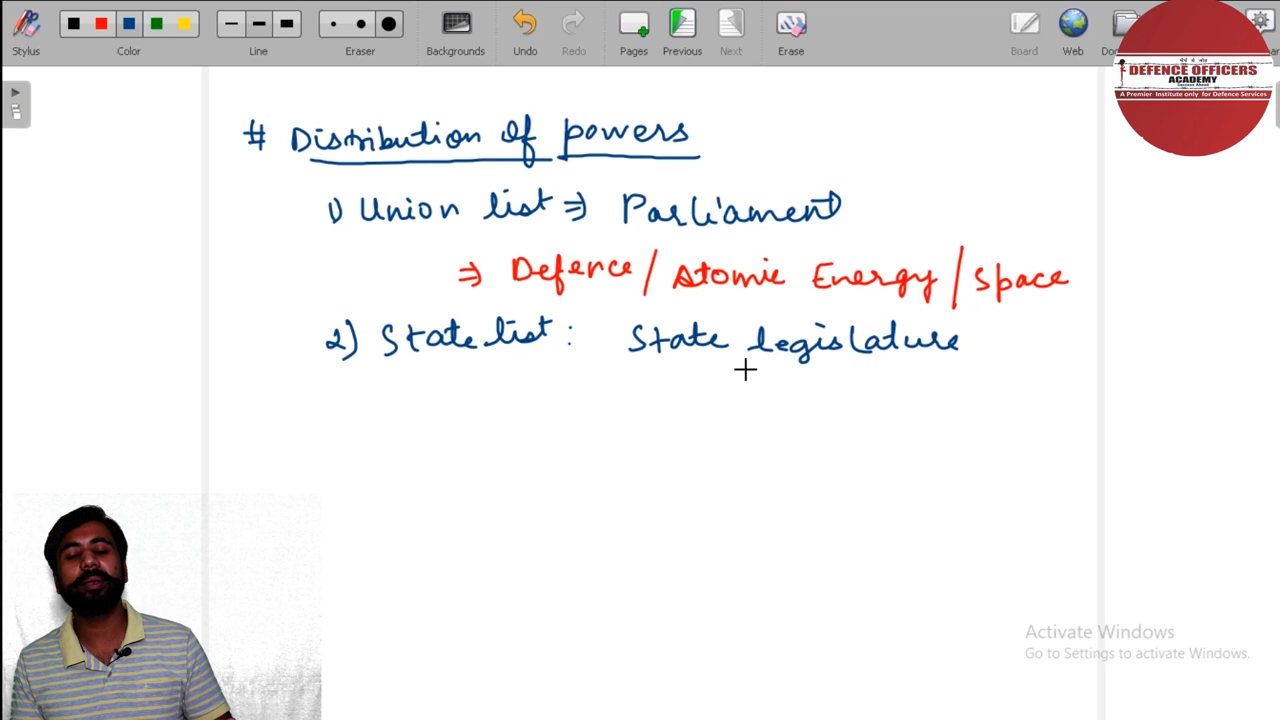 Stylus
Color
Line
Eraser
Backgrounds
Undo
Redo
Pages
Previous
Next
Erase
Board
Web
DEFENCE OFFICERS
ACADEMY
A Premier Institute only for Defence Services
# Distribution of powers
1) Union list ⇒ Parliament
⇒ Defence / Atomic Energy / Space
2) State list : State legislature
Activate Windows
Go to Settings to activate Windows.